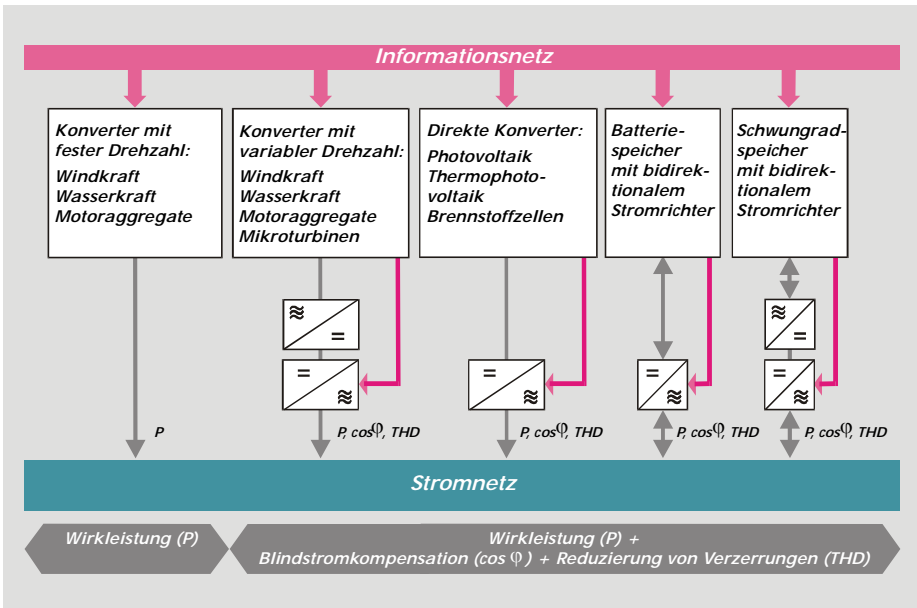 Informationsnetz
Konverter mit
fester Drehzahl:
Windkraft
Wasserkraft
Motoraggregate
Konverter mit
variabler Drehzahl:
Windkraft
Wasserkraft
Motoraggregate
Mikroturbinen
Direkte Konverter:
Photovoltaik
Thermophoto-
voltaik
Brennstoffzellen
Batterie-
speicher
mit bidirek-
tionalem
Stromrichter
Schwungrad-
speicher
mit bidirek-
tionalem
Stromrichter
≈ =
≈ =
= ≈
= ≈
= ≈
= ≈
P
P, cosφ, THD
P, cosφ, THD
P, cosφ, THD
P, cosφ, THD
Stromnetz
Wirkleistung (P)
Wirkleistung (P) +
Blindstromkompensation (cos φ) + Reduzierung von Verzerrungen (THD)